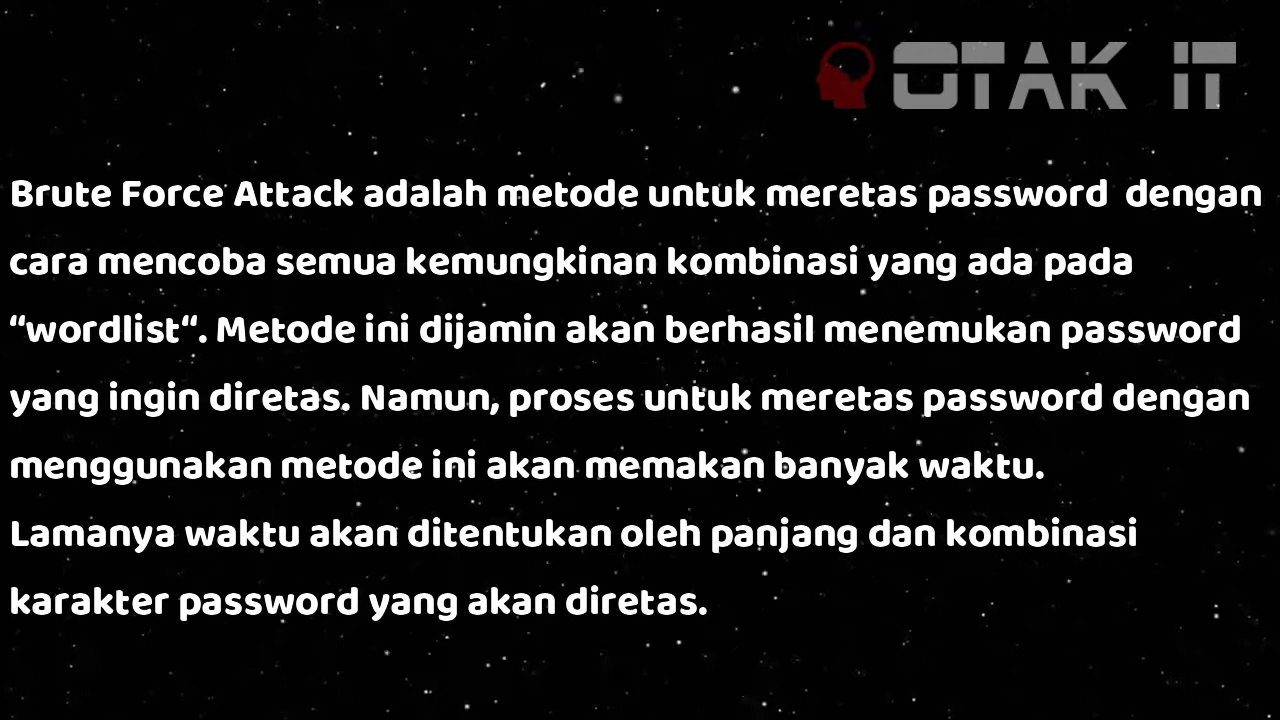 OTAK IT
Brute Force Attack adalah metode untuk meretas password  dengan
cara mencoba semua kemungkinan kombinasi yang ada pada
“wordlist“. Metode ini dijamin akan berhasil menemukan password
yang ingin diretas. Namun, proses untuk meretas password dengan
menggunakan metode ini akan memakan banyak waktu.
Lamanya waktu akan ditentukan oleh panjang dan kombinasi
karakter password yang akan diretas.